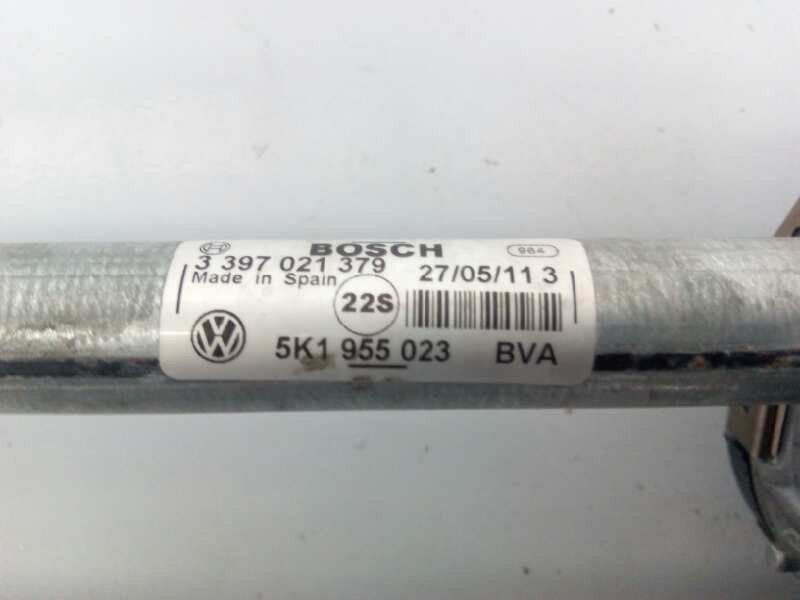 BOSCH 984
3 397 021 379 27/05/11 3
Made in Spain
22S
5K1 955 023 BVA